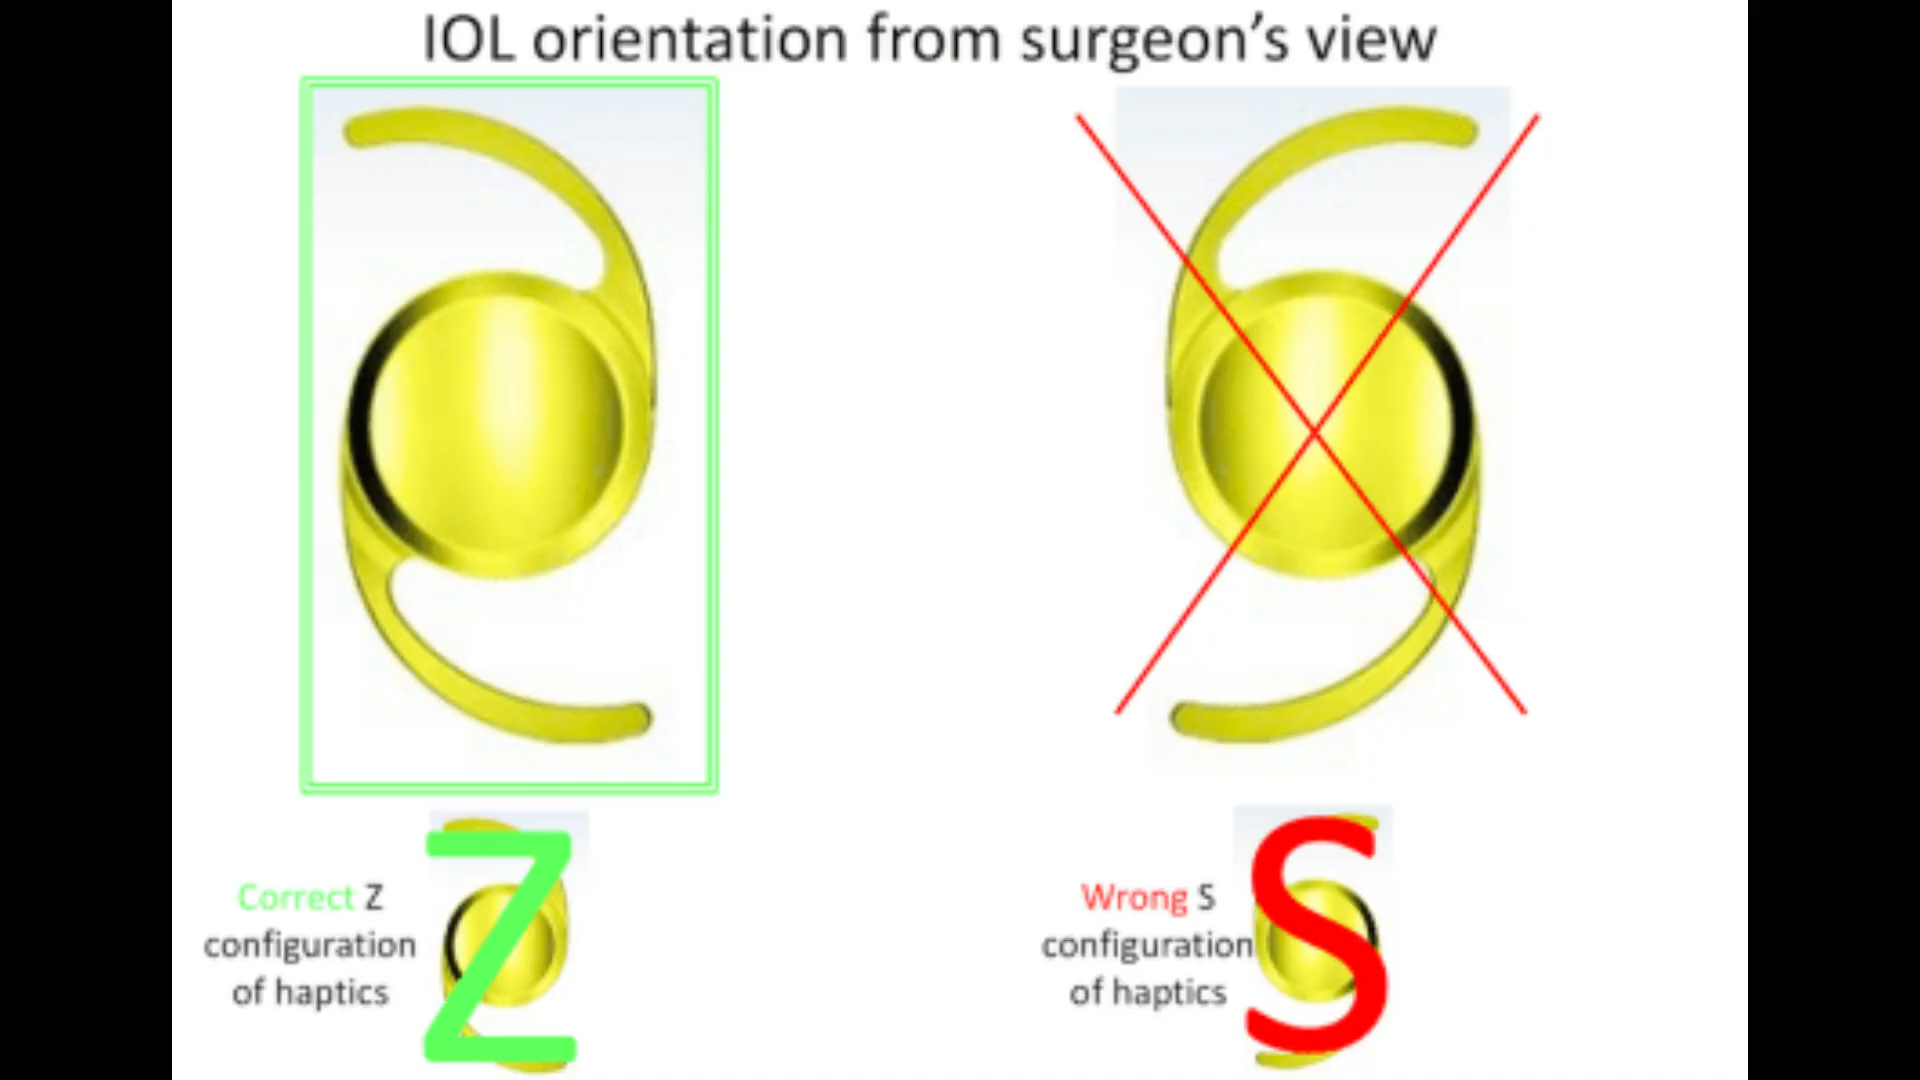 IOL orientation from surgeon's view
Correct Z
configuration
of haptics
Z
Wrong S
configuration
of haptics
S